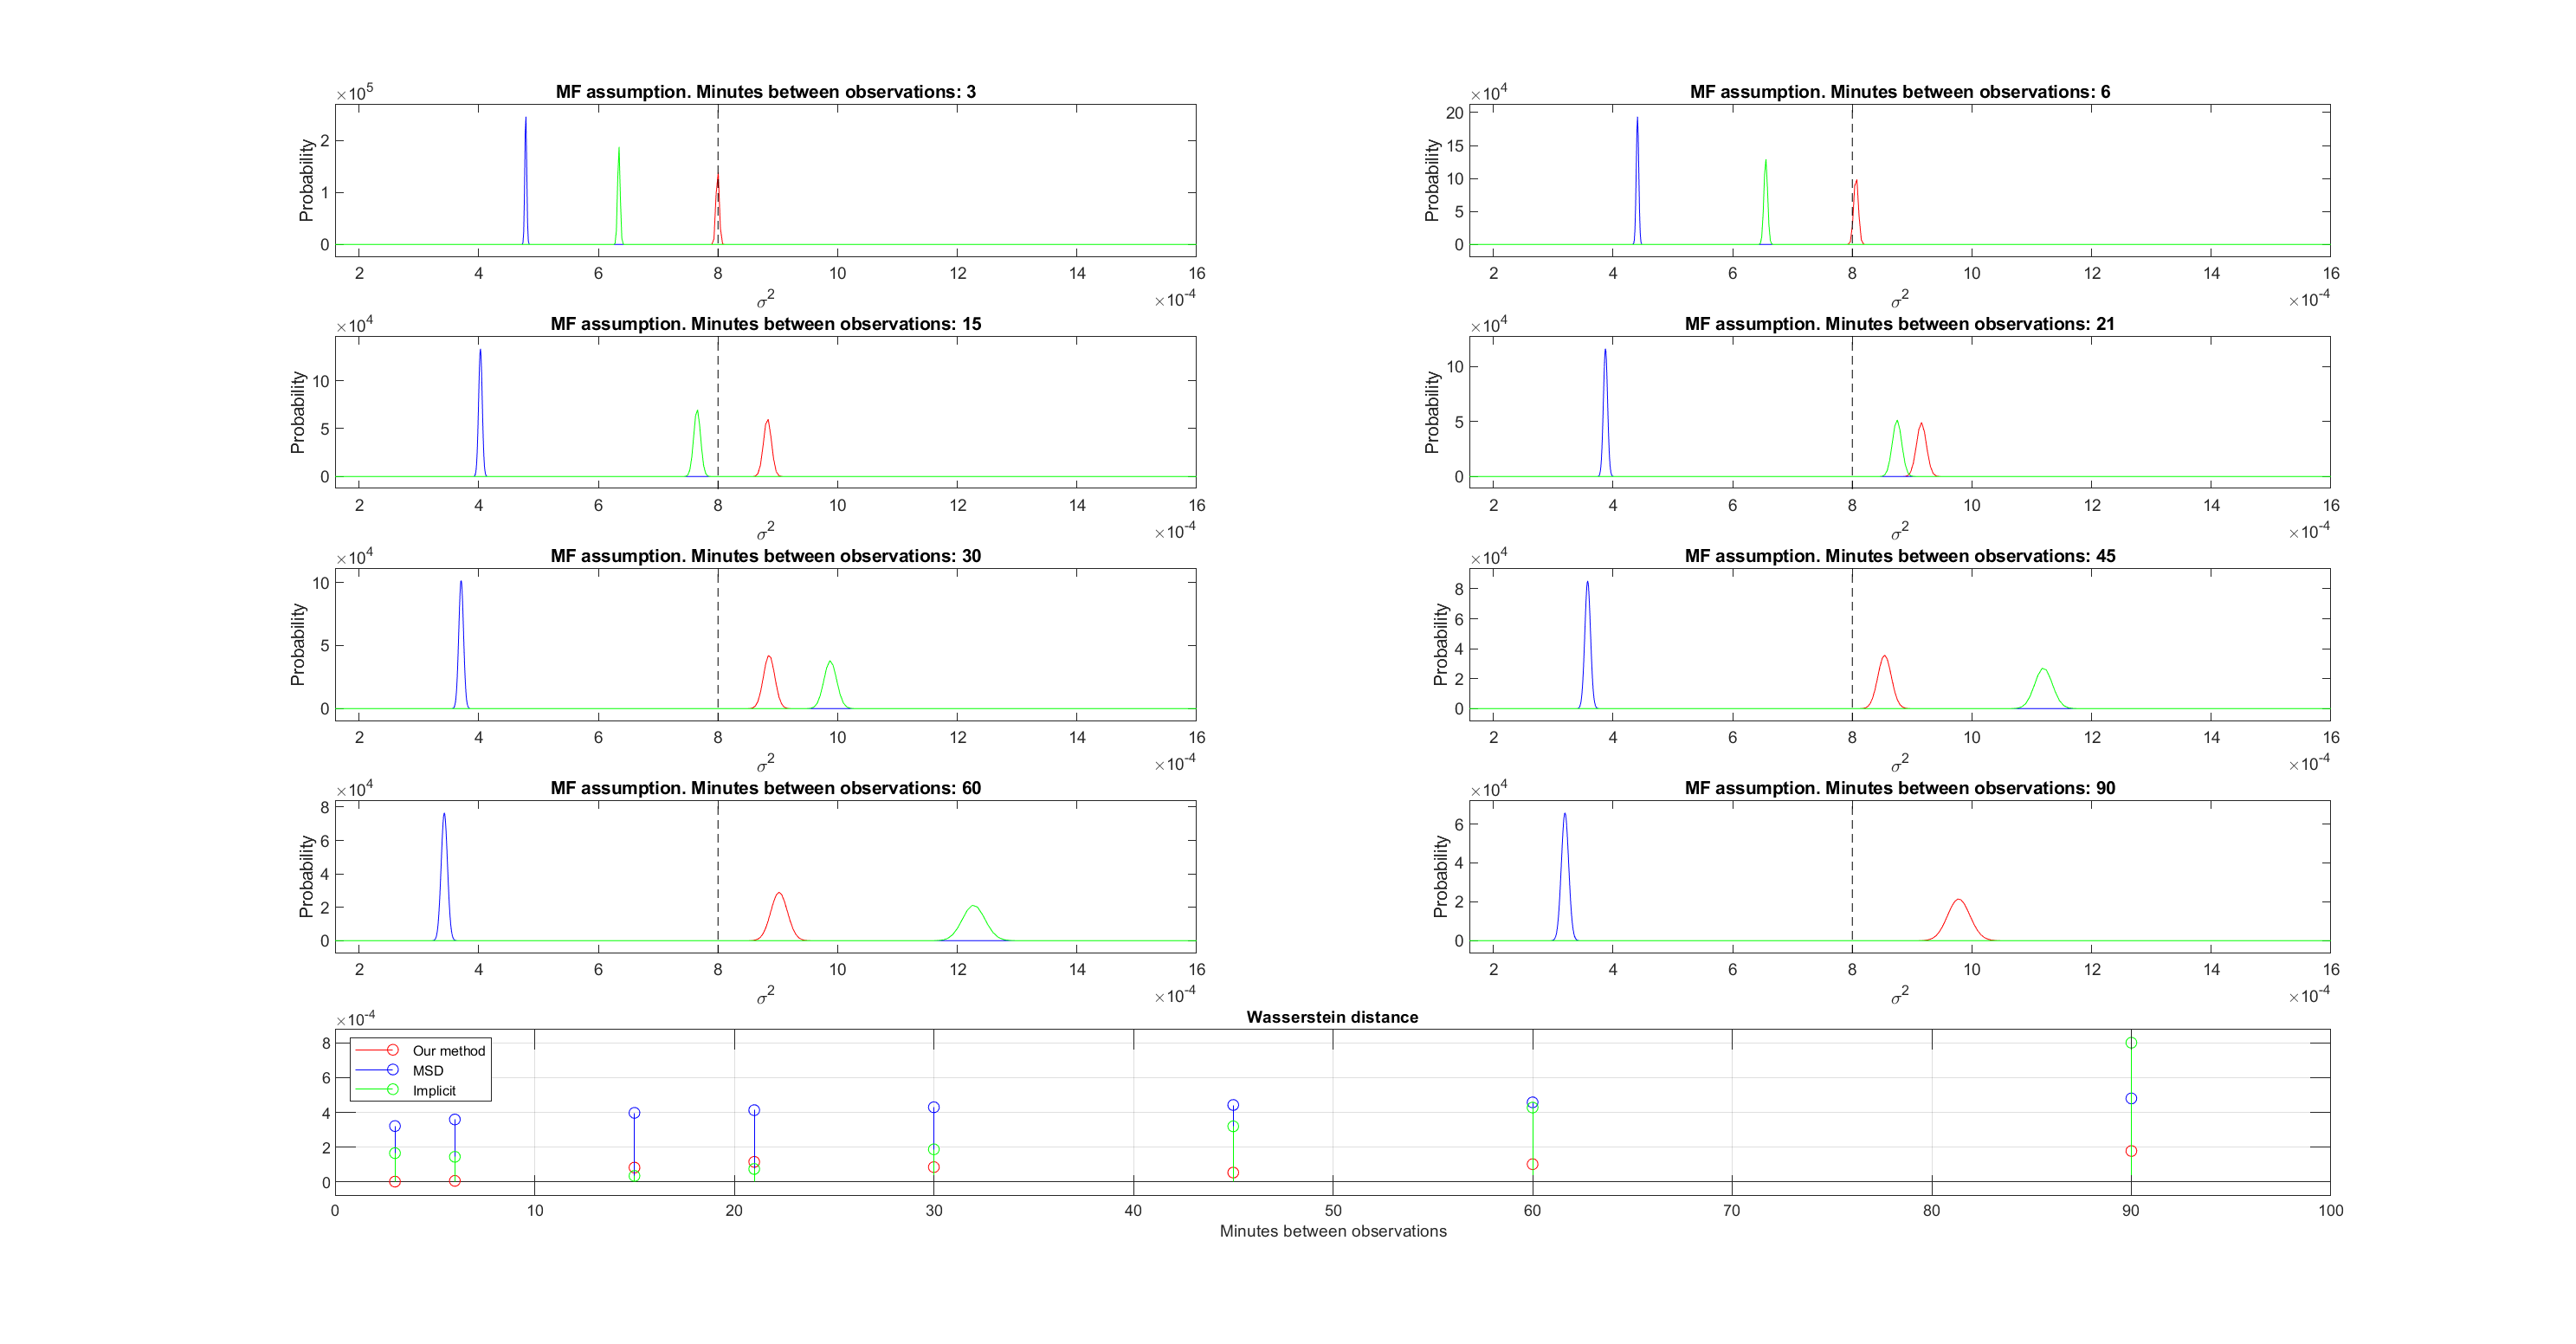 MF assumption. Minutes between observations: 3
×10^5
Probability
2
1
0
2 4 6 8 10 12 14 16
σ^2
×10^-4
MF assumption. Minutes between observations: 6
×10^4
Probability
20
15
10
5
0
2 4 6 8 10 12 14 16
σ^2
×10^-4
MF assumption. Minutes between observations: 15
×10^4
Probability
10
5
0
2 4 6 8 10 12 14 16
σ^2
×10^-4
MF assumption. Minutes between observations: 21
×10^4
Probability
10
5
0
2 4 6 8 10 12 14 16
σ^2
×10^-4
MF assumption. Minutes between observations: 30
×10^4
Probability
10
5
0
2 4 6 8 10 12 14 16
σ^2
×10^-4
MF assumption. Minutes between observations: 45
×10^4
Probability
8
6
4
2
0
2 4 6 8 10 12 14 16
σ^2
×10^-4
MF assumption. Minutes between observations: 60
×10^4
Probability
8
6
4
2
0
2 4 6 8 10 12 14 16
σ^2
×10^-4
MF assumption. Minutes between observations: 90
×10^4
Probability
6
4
2
0
2 4 6 8 10 12 14 16
σ^2
×10^-4
Wasserstein distance
×10^-4
8
6
4
2
0
Our method
MSD
Implicit
0 10 20 30 40 50 60 70 80 90 100
Minutes between observations